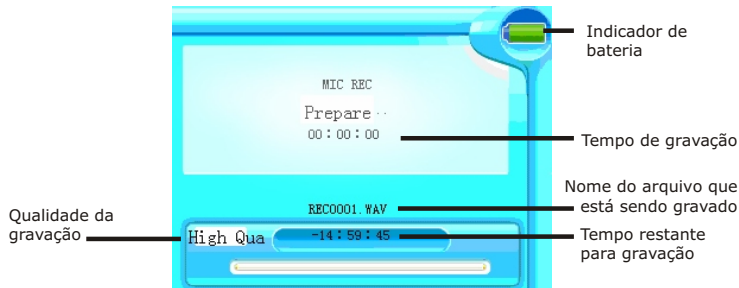 Indicador de
bateria
MIC REC
Prepare ..
00:00:00
Tempo de gravação
Nome do arquivo que
está sendo gravado
REC0001.WAV
Qualidade da
gravação
High Qua
-14:59:45
Tempo restante
para gravação